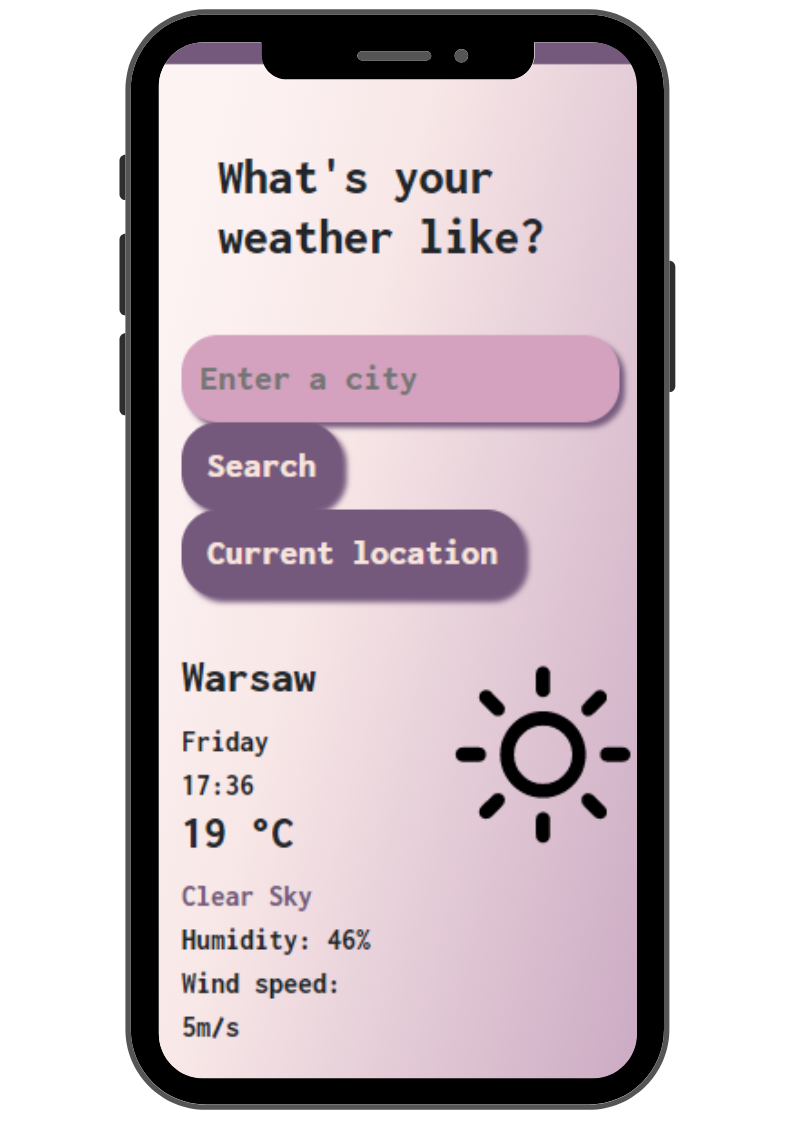 What's your
weather like?
Enter a city
Search
Current location
Warsaw
Friday
17:36
19 °C
Clear Sky
Humidity: 46%
Wind speed:
5m/s